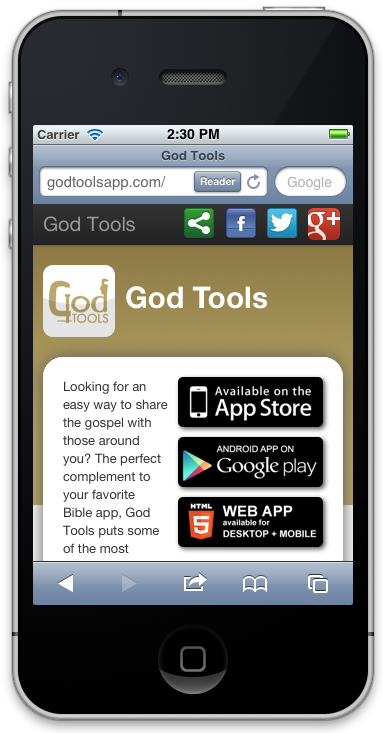 Carrier 2:30 PM
God Tools
godtoolsapp.com/ Reader Google
God Tools f g+
God
TOOLS
God Tools
Looking for an
easy way to share
the gospel with
those around
you? The perfect
complement to
your favorite
Bible app, God
Tools puts some
of the most
Available on the
App Store
ANDROID APP ON
Google play
HTML
5
WEB APP
available for
DESKTOP + MOBILE